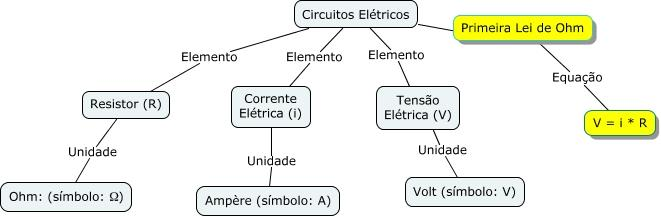 Circuitos Elétricos
Primeira Lei de Ohm
Elemento
Elemento
Elemento
Equação
Resistor (R)
Corrente
Elétrica (i)
Tensão
Elétrica (V)
V = i * R
Unidade
Unidade
Unidade
Ohm: (símbolo: Ω)
Ampère (símbolo: A)
Volt (símbolo: V)